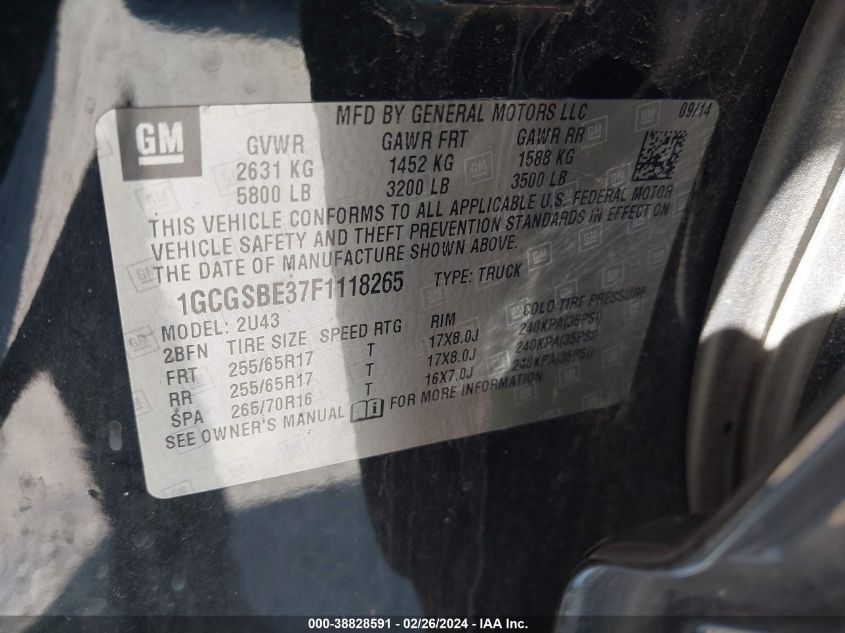 GM
MFD BY GENERAL MOTORS LLC 09/14
GVWR GAWR FRT GAWR RR
2631 KG 1452 KG 1588 KG
5800 LB 3200 LB 3500 LB
THIS VEHICLE CONFORMS TO ALL APPLICABLE U.S. FEDERAL MOTOR
VEHICLE SAFETY AND THEFT PREVENTION STANDARDS IN EFFECT ON
THE DATE OF MANUFACTURE SHOWN ABOVE.
1GCGSBE37F1118265 TYPE: TRUCK
MODEL: 2U43
2BFN TIRE SIZE SPEED RTG RIM COLD TIRE PRESSURE
FRT 255/65R17 T 17X8.0J 240KPA(35PSI)
RR 255/65R17 T 17X8.0J 240KPA(35PSI)
SPA 265/70R16 T 16X7.0J 240KPA(35PSI)
SEE OWNER'S MANUAL FOR MORE INFORMATION.
000-38828591 / 02/26/2024 - IAA Inc.